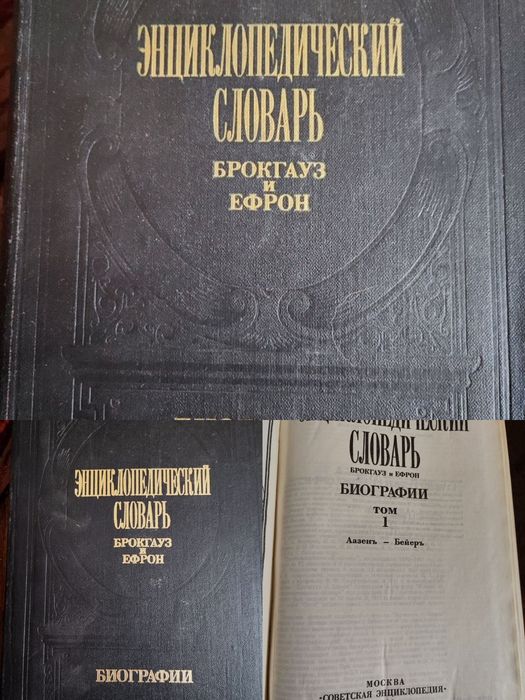 ЭНЦИКЛОПЕДИЧЕСКИЙ
СЛОВАРЬ
БРОКГАУЗ
И
ЕФРОН
ЭНЦИКЛОПЕДИЧЕСКИЙ
СЛОВАРЬ
БРОКГАУЗ
И
ЕФРОН
БИОГРАФИИ
ЭНЦИКЛОПЕДИЧЕСКИЙ
СЛОВАРЬ
БРОКГАУЗ и ЕФРОН
БИОГРАФИИ
ТОМ
1
Аазенъ – Бейеръ
МОСКВА
"СОВЕТСКАЯ ЭНЦИКЛОПЕДИЯ"